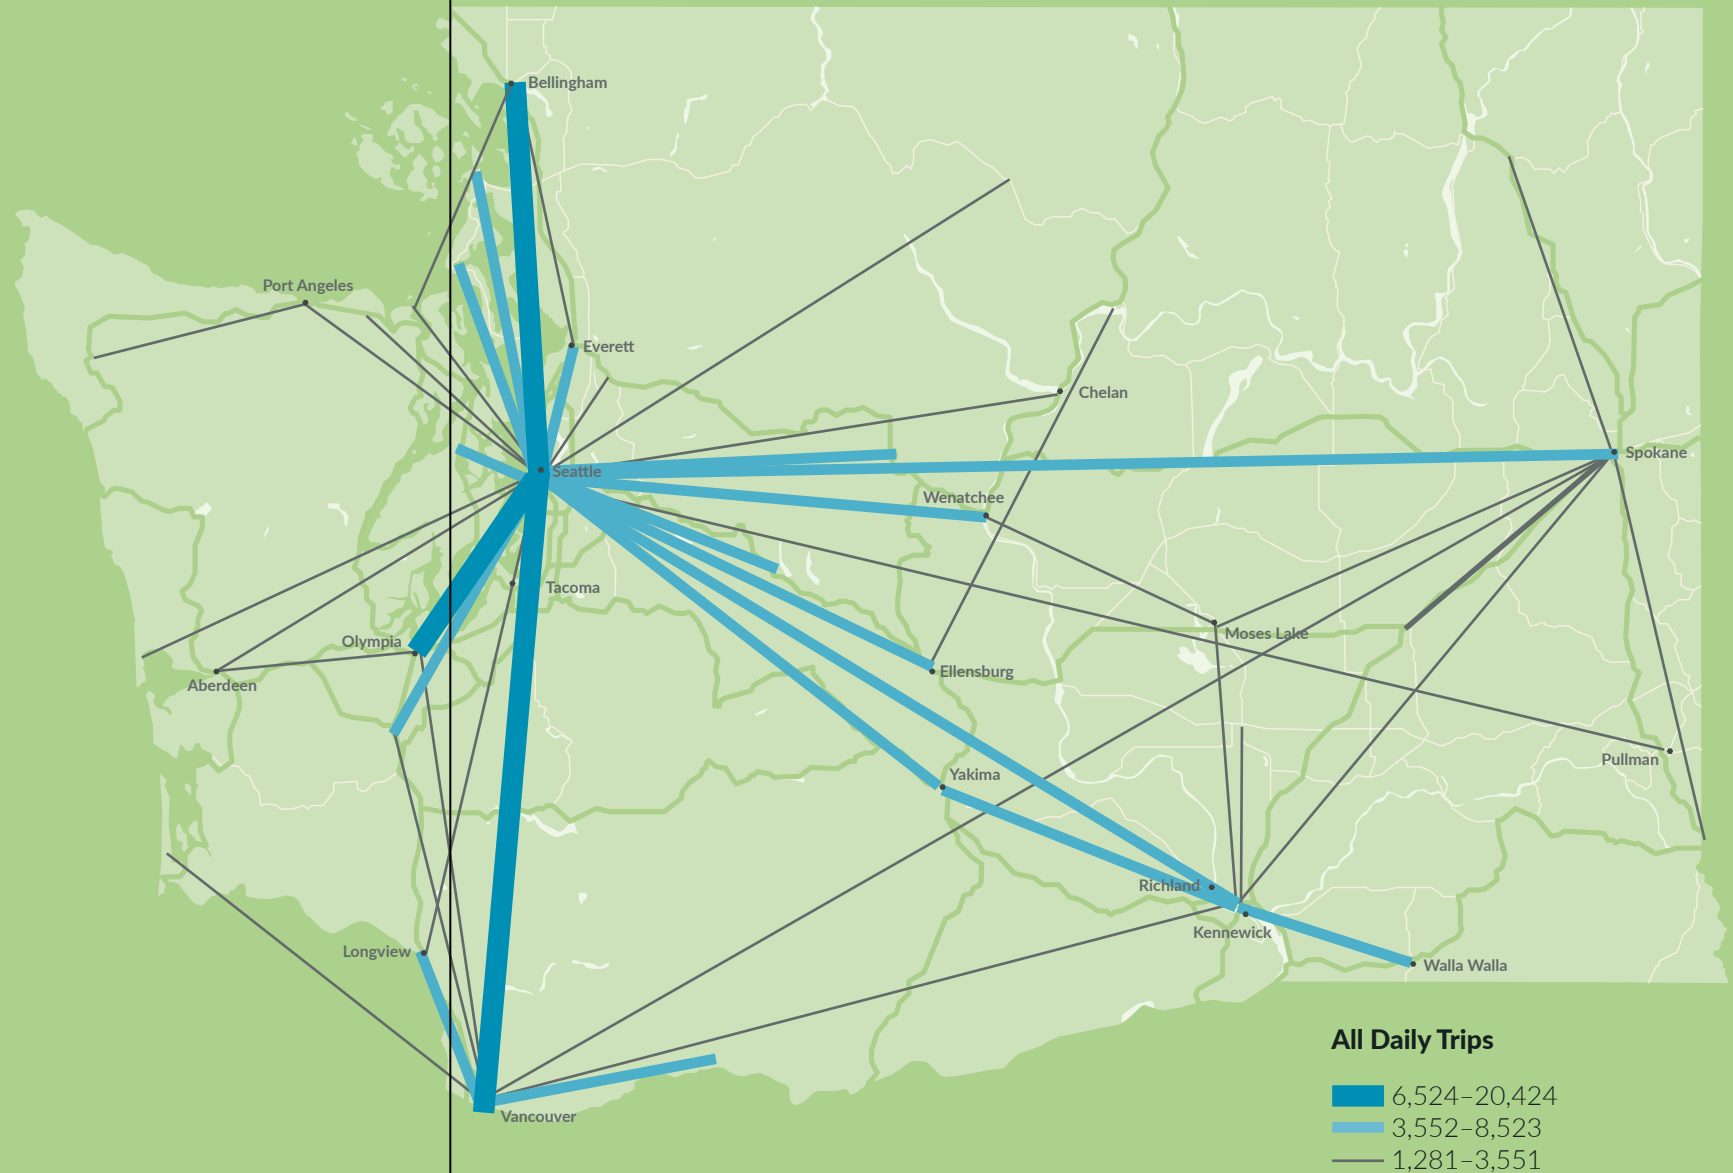 Bellingham
Port Angeles
Everett
Chelan
Spokane
Seattle
Wenatchee
Tacoma
Moses Lake
Olympia
Ellensburg
Aberdeen
Pullman
Yakima
Richland
Kennewick
Longview
Walla Walla
All Daily Trips
6,524–20,424
Vancouver
3,552–8,523
1,281–3,551